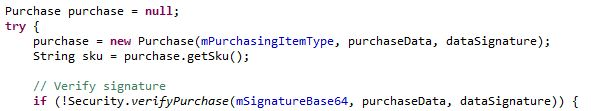 Purchase purchase = null;
try {
    purchase = new Purchase(mPurchasingItemType, purchaseData, dataSignature);
    String sku = purchase.getSku();

    // Verify signature
    if (!Security.verifyPurchase(mSignatureBase64, purchaseData, dataSignature)) {